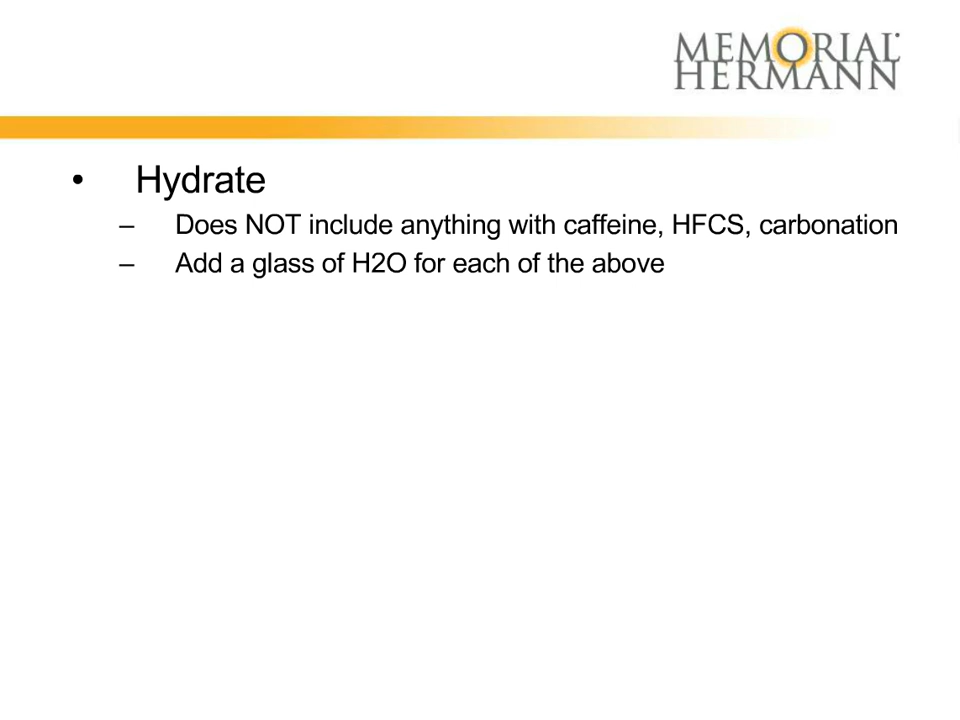 MEMORIAL
HERMANN
• Hydrate
– Does NOT include anything with caffeine, HFCS, carbonation
– Add a glass of H2O for each of the above